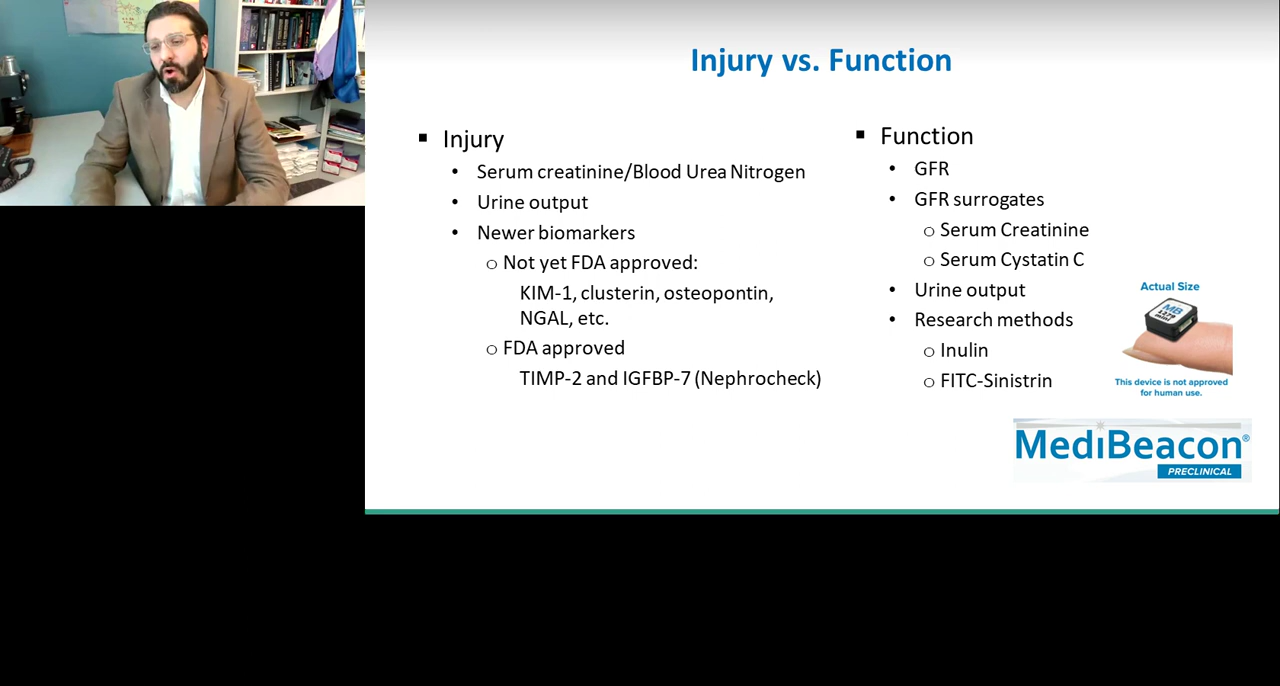 Injury vs. Function
▪ Injury
• Serum creatinine/Blood Urea Nitrogen
• Urine output
• Newer biomarkers
o Not yet FDA approved:
KIM-1, clusterin, osteopontin,
NGAL, etc.
o FDA approved
TIMP-2 and IGFBP-7 (Nephrocheck)
▪ Function
• GFR
• GFR surrogates
o Serum Creatinine
o Serum Cystatin C
• Urine output
• Research methods
o Inulin
o FITC-Sinistrin
Actual Size
MB
This device is not approved
for human use.
MediBeacon®
PRECLINICAL